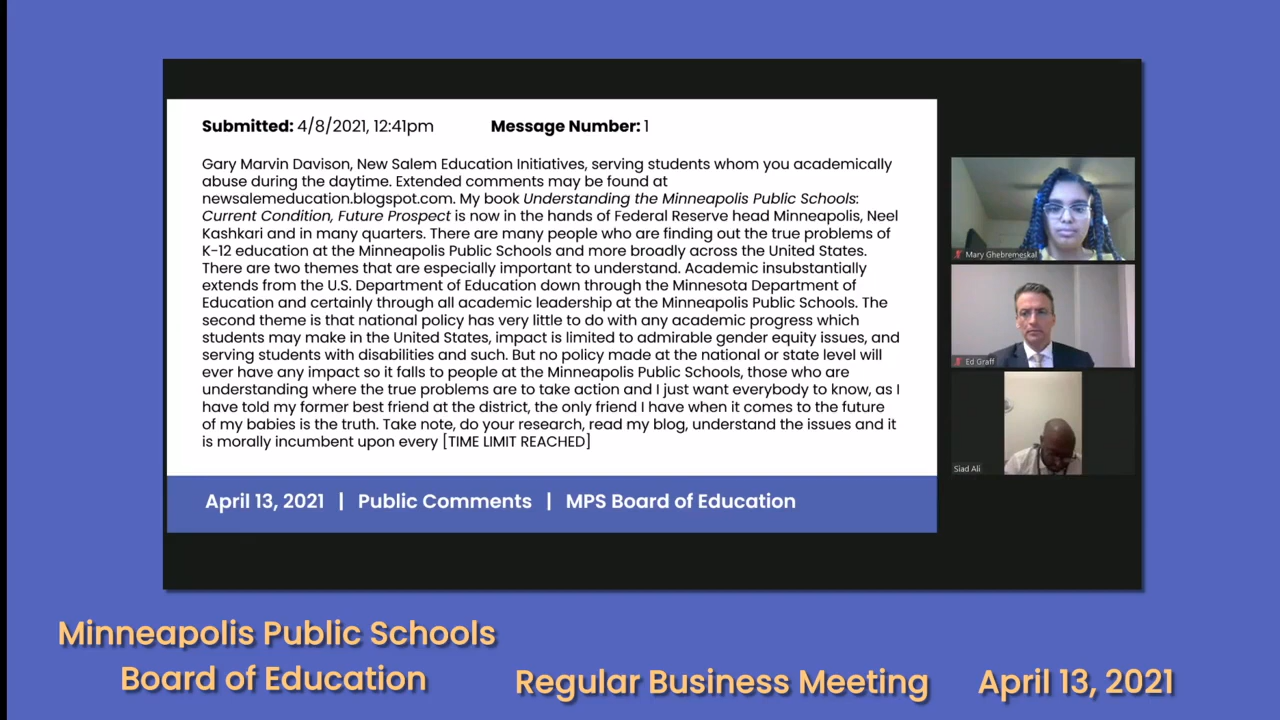 Submitted: 4/8/2021, 12:41pm
Message Number: 1
Gary Marvin Davison, New Salem Education Initiatives, serving students whom you academically
abuse during the daytime. Extended comments may be found at
newsalemeducation.blogspot.com. My book Understanding the Minneapolis Public Schools:
Current Condition, Future Prospect is now in the hands of Federal Reserve head Minneapolis, Neel
Kashkari and in many quarters. There are many people who are finding out the true problems of
K-12 education at the Minneapolis Public Schools and more broadly across the United States.
There are two themes that are especially important to understand. Academic insubstantially
extends from the U.S. Department of Education down through the Minnesota Department of
Education and certainly through all academic leadership at the Minneapolis Public Schools. The
second theme is that national policy has very little to do with any academic progress which
students may make in the United States, impact is limited to admirable gender equity issues, and
serving students with disabilities and such. But no policy made at the national or state level will
ever have any impact so it falls to people at the Minneapolis Public Schools, those who are
understanding where the true problems are to take action and I just want everybody to know, as I
have told my former best friend at the district, the only friend I have when it comes to the future
of my babies is the truth. Take note, do your research, read my blog, understand the issues and it
is morally incumbent upon every [TIME LIMIT REACHED]
April 13, 2021 | Public Comments | MPS Board of Education
Mary Ghebremeskal
Ed Graff
Siad Ali
Minneapolis Public Schools
Board of Education
Regular Business Meeting
April 13, 2021